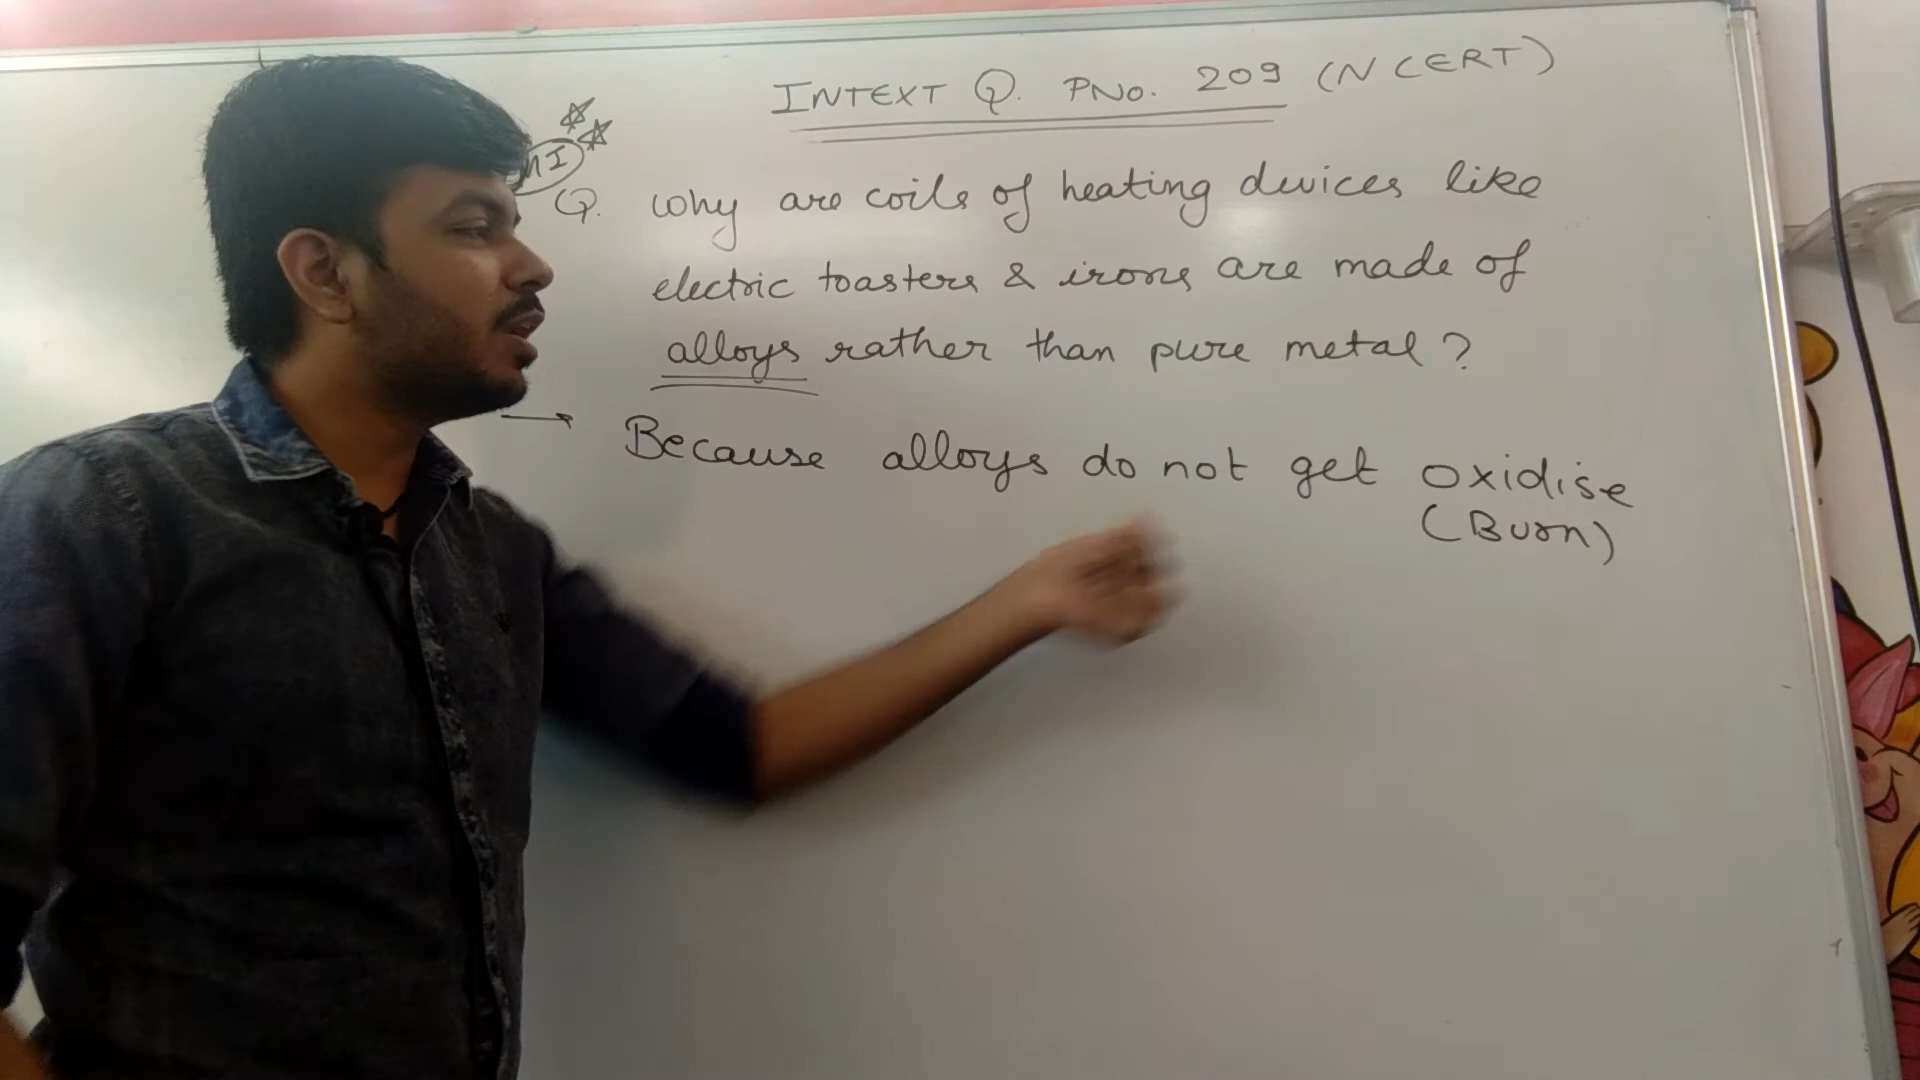 INTEXT Q. PNO. 209 (NCERT)
Q. Why are coils of heating devices like
electric toasters & irons are made of
alloys rather than pure metal ?
→ Because alloys do not get oxidise
(Burn)